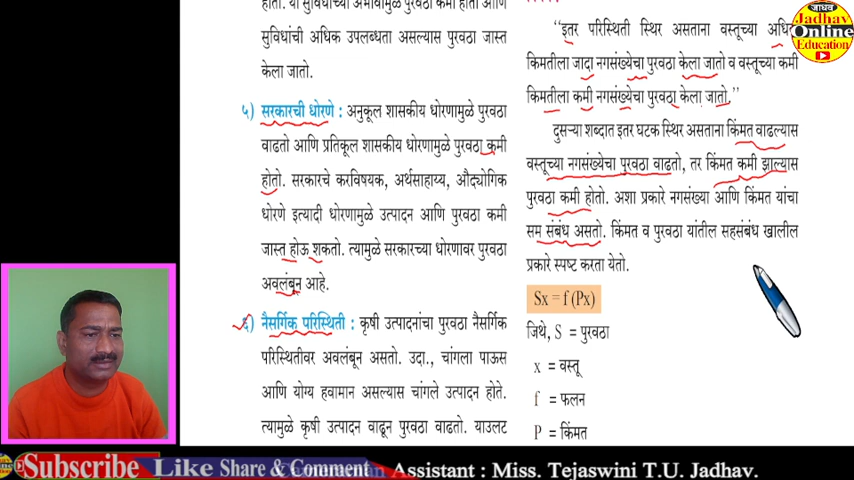 होतो. या सुविधांच्या अभावामुळे पुरवठा कमी होतो आणि
सुविधांची अधिक उपलब्धता असल्यास पुरवठा जास्त
केला जातो.
५) सरकारची धोरणे : अनुकूल शासकीय धोरणामुळे पुरवठा
वाढतो आणि प्रतिकूल शासकीय धोरणामुळे पुरवठा कमी
होतो. सरकारचे करविषयक, अर्थसाहाय्य, औद्योगिक
धोरणे इत्यादी धोरणामुळे उत्पादन आणि पुरवठा कमी
जास्त होऊ शकतो. त्यामुळे सरकारच्या धोरणावर पुरवठा
अवलंबून आहे.
६) नैसर्गिक परिस्थिती : कृषी उत्पादनांचा पुरवठा नैसर्गिक
परिस्थितीवर अवलंबून असतो. उदा., चांगला पाऊस
आणि योग्य हवामान असल्यास चांगले उत्पादन होते.
त्यामुळे कृषी उत्पादन वाढून पुरवठा वाढतो. याउलट
"इतर परिस्थिती स्थिर असताना वस्तूच्या
किमतीला जादा नगसंख्येचा पुरवठा केला जातो व वस्तूच्या कमी
किमतीला कमी नगसंख्येचा पुरवठा केला जातो."
दुसऱ्या शब्दात इतर घटक स्थिर असताना किंमत वाढल्यास
वस्तूच्या नगसंख्येचा पुरवठा वाढतो, तर किंमत कमी झाल्यास
पुरवठा कमी होतो. अशा प्रकारे नगसंख्या आणि किंमत यांचा
सम संबंध असतो. किंमत व पुरवठा यांतील सहसंबंध खालील
प्रकारे स्पष्ट करता येतो.
Sx = f (Px)
जिथे, S = पुरवठा
x = वस्तू
f = फलन
P = किंमत
जाधव
Jadhav
Online
Education
Online Education
Subscribe Like Share & Comment Assistant : Miss. Tejaswini T.U. Jadhav.